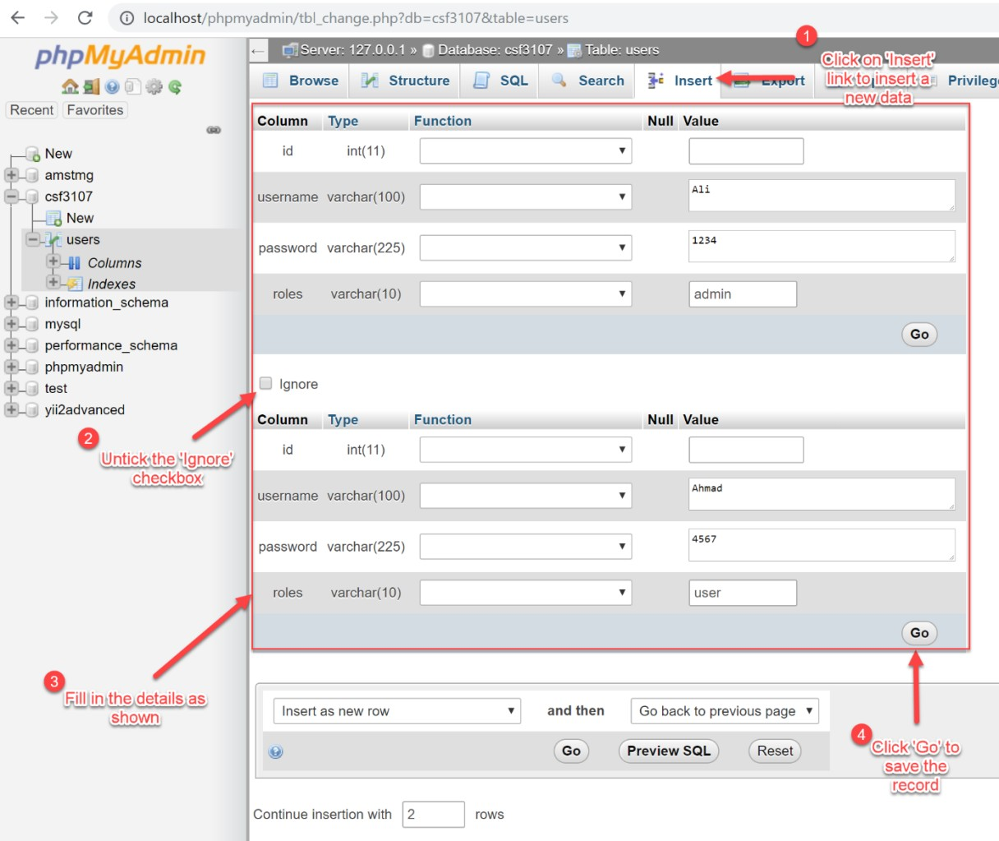 localhost/phpmyadmin/tbl_change.php?db=csf3107&table=users
phpMyAdmin
Recent Favorites
New
amstmg
csf3107
New
users
Columns
Indexes
information_schema
mysql
performance_schema
phpmyadmin
test
yii2advanced
Server: 127.0.0.1 » Database: csf3107 » Table: users
Browse Structure SQL Search Insert Export Privileg
1
Click on 'Insert'
link to insert a
new data
Column Type Function Null Value
id int(11)
username varchar(100) Ali
password varchar(225) 1234
roles varchar(10) admin
Go
Ignore
2
Untick the 'Ignore'
checkbox
Column Type Function Null Value
id int(11)
username varchar(100) Ahmad
password varchar(225) 4567
roles varchar(10) user
Go
3
Fill in the details as
shown
Insert as new row and then Go back to previous page
4
Click 'Go' to
save the
record
Go Preview SQL Reset
Continue insertion with 2 rows